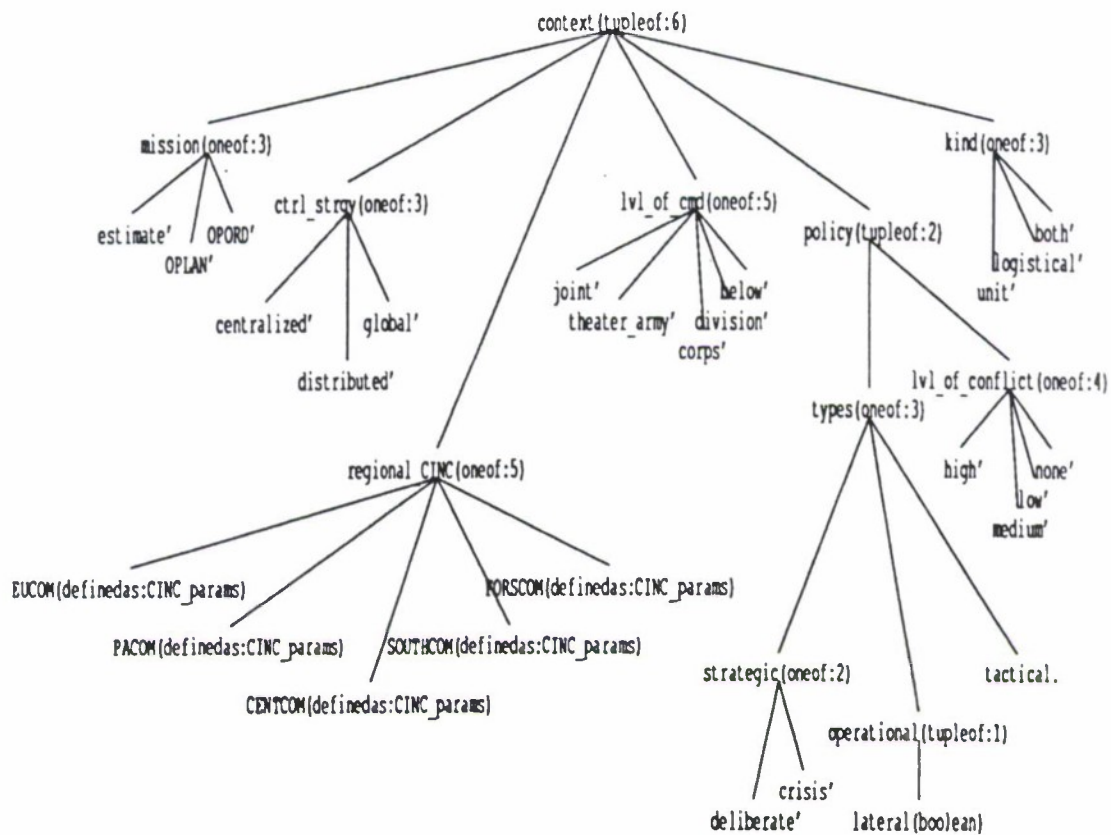 context(tupleof:6)
mission(oneof:3)
kind(oneof:3)
ctrl_strgy(oneof:3)
lvl_of_cmd(oneof:5)
policy(tupleof:2)
estimate'
OPLAN'
OPORD'
both'
logistical'
unit'
centralized'
distributed'
global'
joint'
theater_army'
corps'
division'
below'
types(oneof:3)
lvl_of_conflict(oneof:4)
high'
medium'
low'
none'
regional_CINC(oneof:5)
EUCOM(definedas:CINC_params)
PACOM(definedas:CINC_params)
CENTCOM(definedas:CINC_params)
SOUTHCOM(definedas:CINC_params)
FORSCOM(definedas:CINC_params)
strategic(oneof:2)
operational(tupleof:1)
tactical.
deliberate'
crisis'
lateral(boolean)